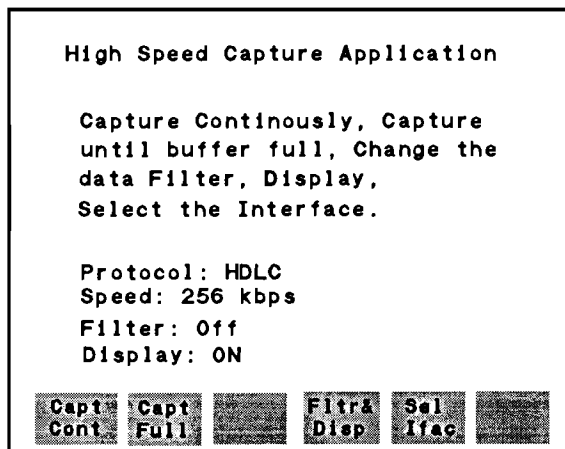 High Speed Capture Application
Capture Continously, Capture
until buffer full, Change the
data Filter, Display,
Select the Interface.
Protocol: HDLC
Speed: 256 kbps
Filter: Off
Display: ON
Capt Capt Fltr& Sel
Cont Full Disp Ifac